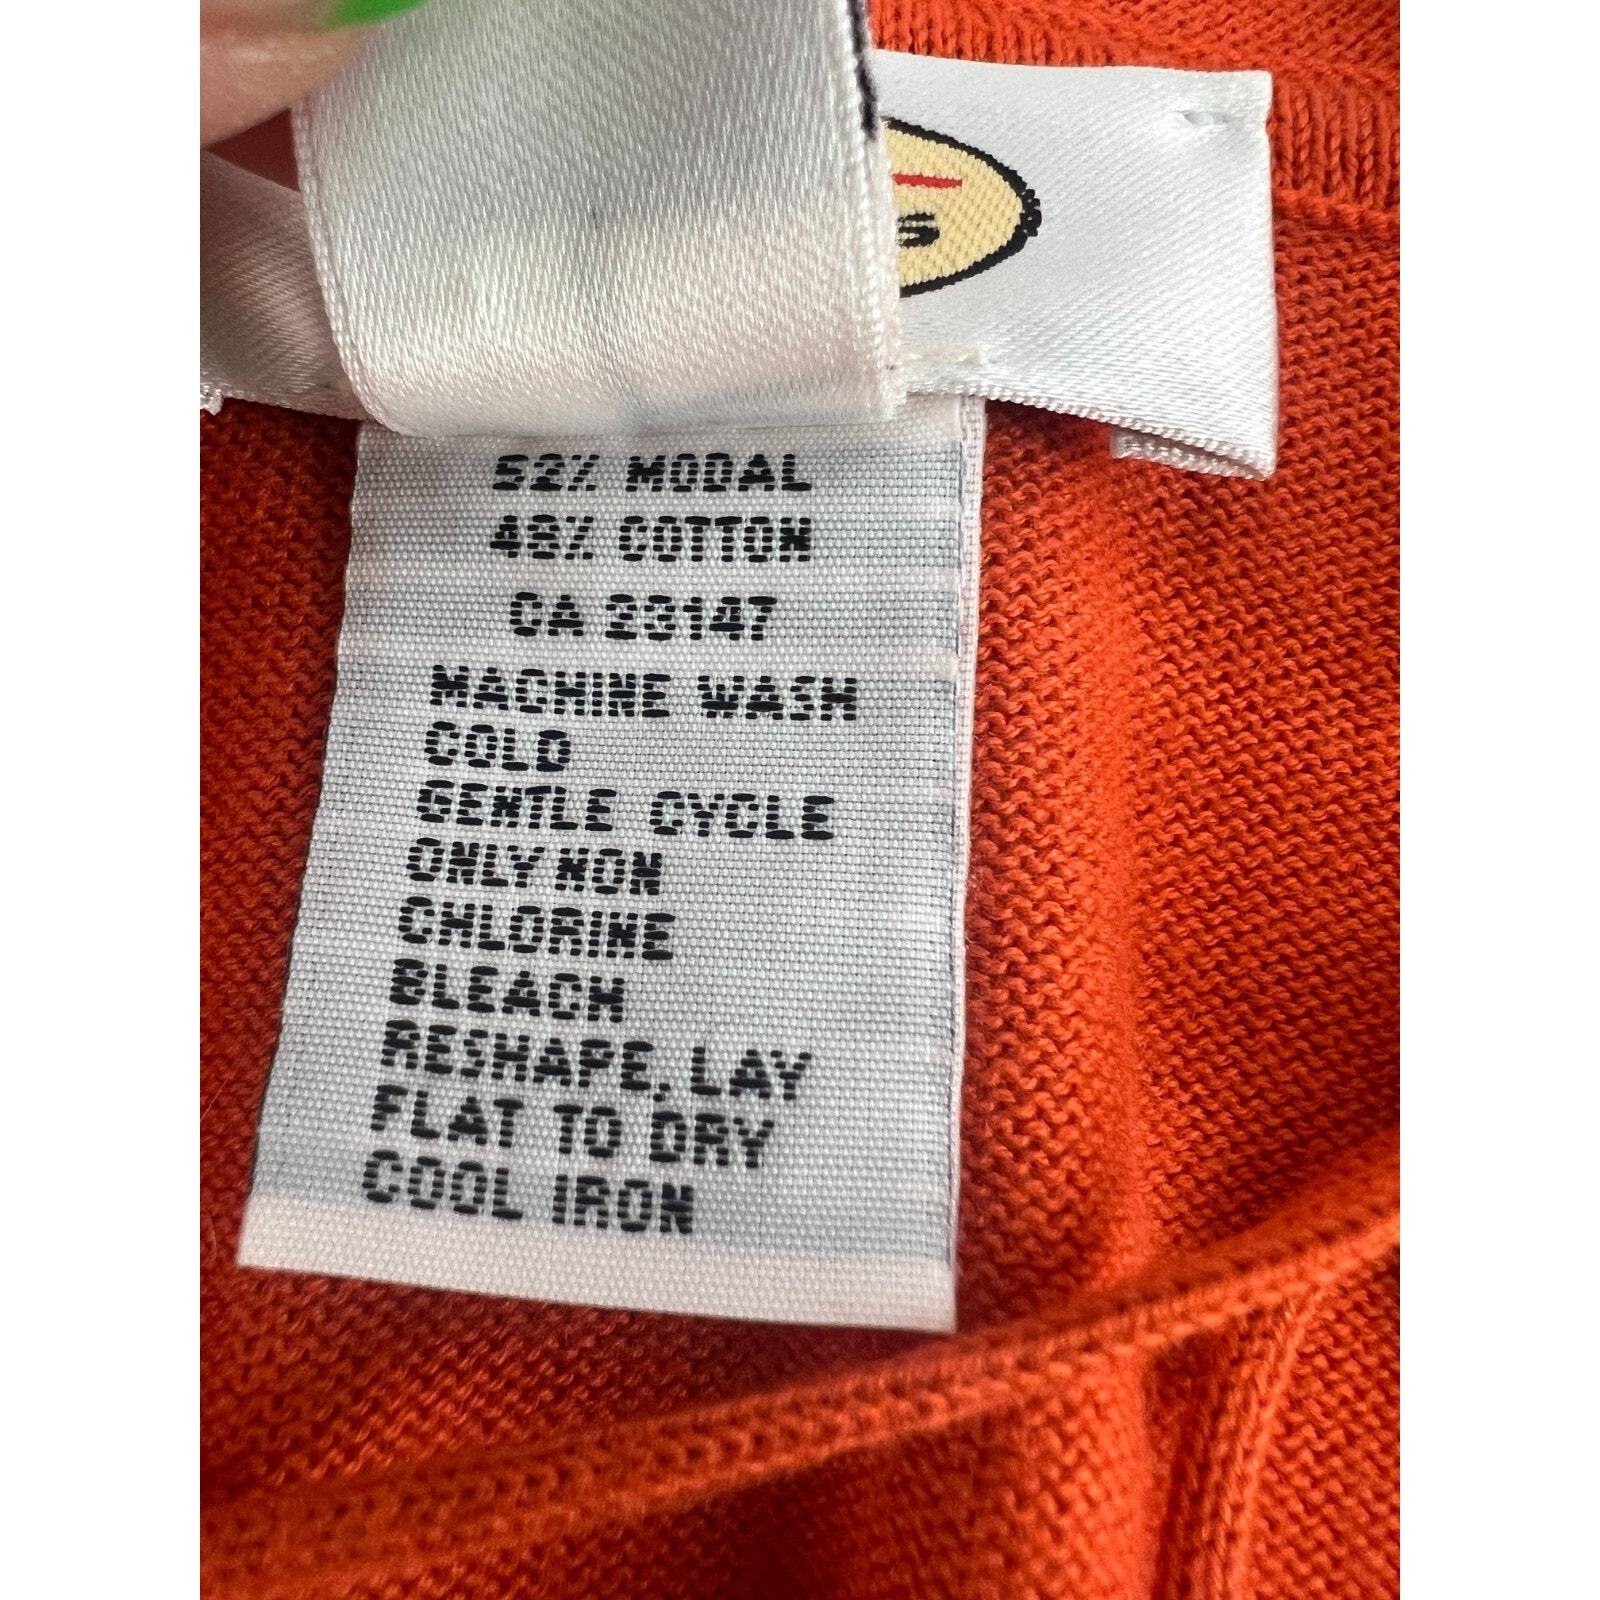 52% MODAL
48% COTTON
CA 23147
MACHINE WASH
COLD
GENTLE CYCLE
ONLY NON
CHLORINE
BLEACH
RESHAPE, LAY
FLAT TO DRY
COOL IRON